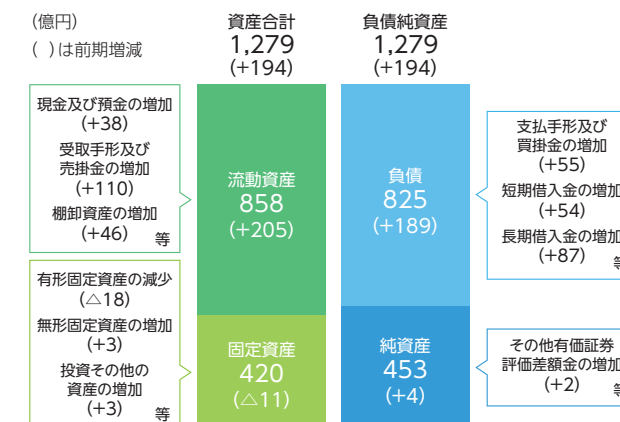 （億円）
（ ）は前期増減
資産合計
1,279
(+194)
負債純資産
1,279
(+194)
現金及び預金の増加
(+38)
受取手形及び
売掛金の増加
(+110)
棚卸資産の増加
(+46)
等
流動資産
858
(+205)
負債
825
(+189)
支払手形及び
買掛金の増加
(+55)
短期借入金の増加
(+54)
長期借入金の増加
(+87)
等
有形固定資産の減少
(△18)
無形固定資産の増加
(+3)
投資その他の
資産の増加
(+3)
等
固定資産
420
(△11)
純資産
453
(+4)
その他有価証券
評価差額金の増加
(+2)
等